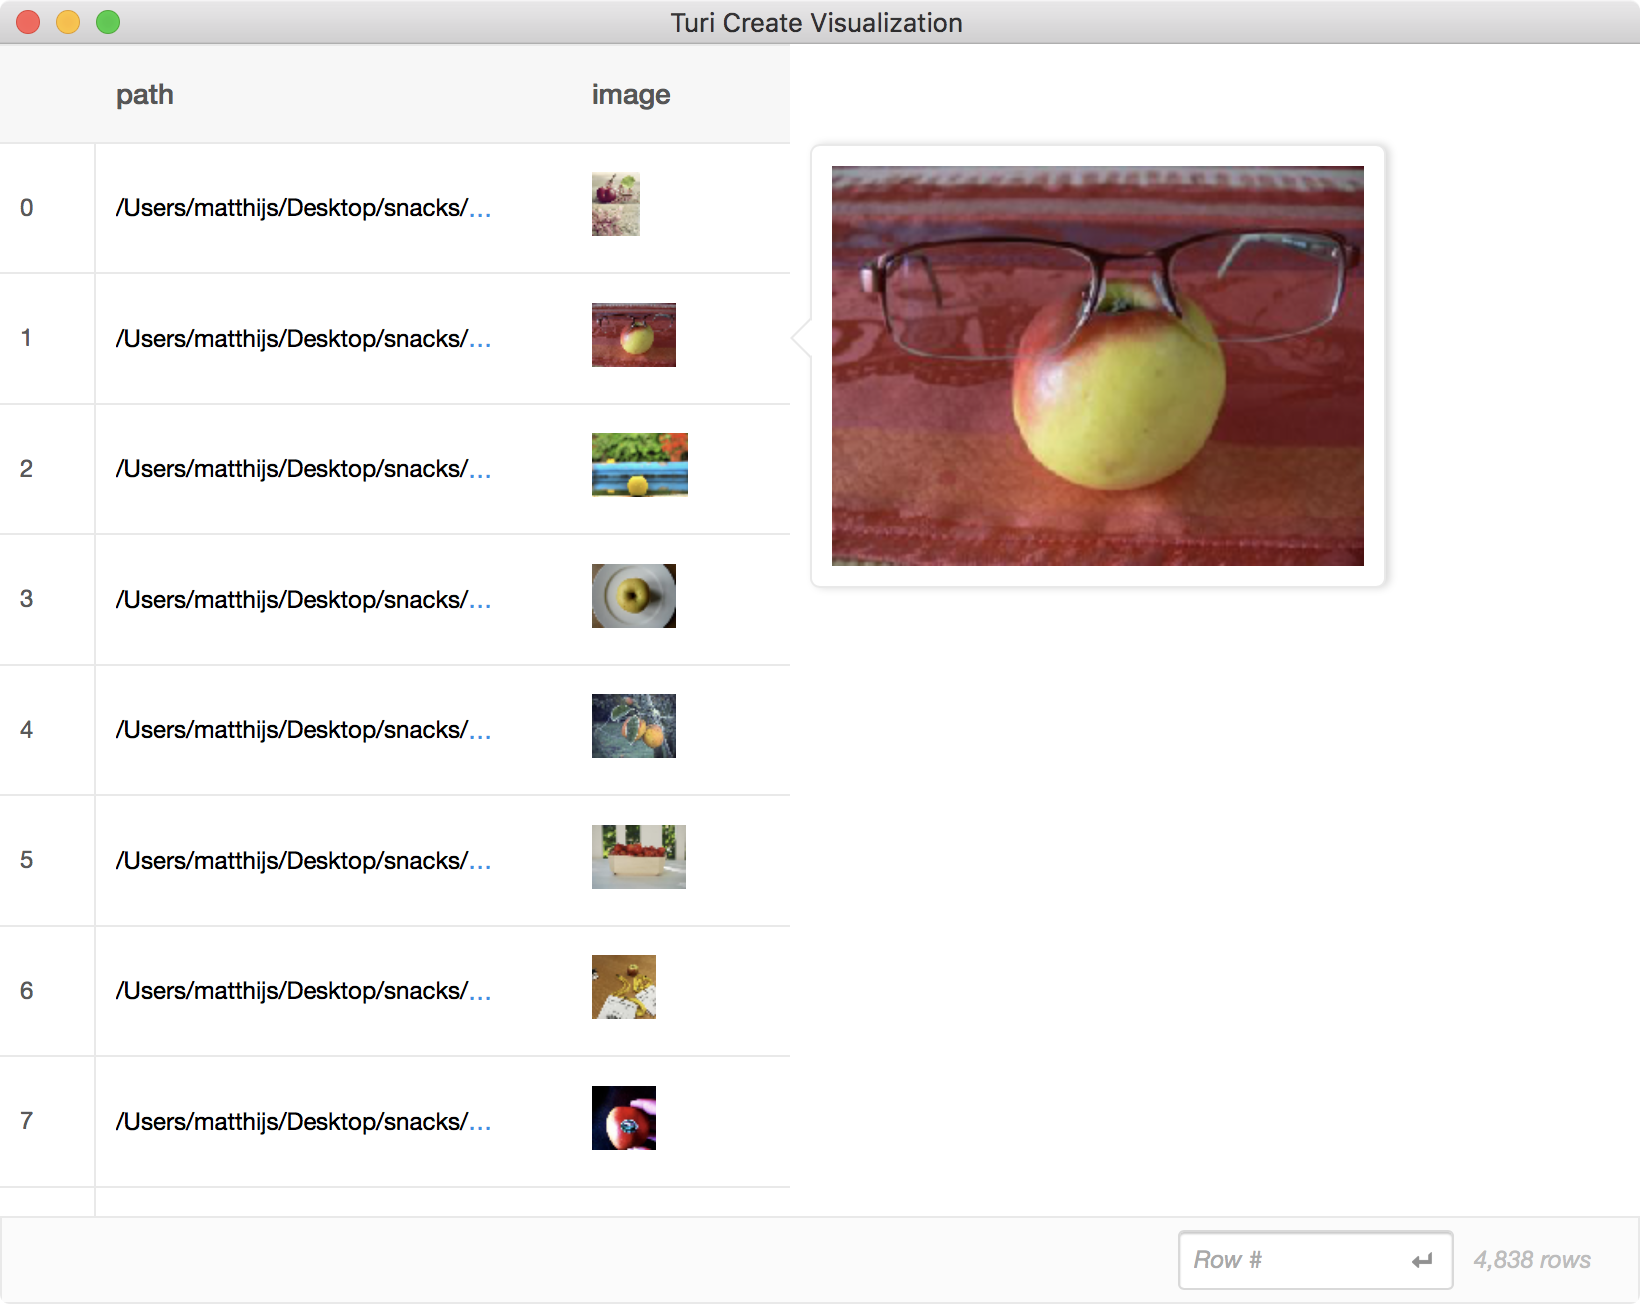 Turi Create Visualization
path image
0 /Users/matthijs/Desktop/snacks/...
1 /Users/matthijs/Desktop/snacks/...
2 /Users/matthijs/Desktop/snacks/...
3 /Users/matthijs/Desktop/snacks/...
4 /Users/matthijs/Desktop/snacks/...
5 /Users/matthijs/Desktop/snacks/...
6 /Users/matthijs/Desktop/snacks/...
7 /Users/matthijs/Desktop/snacks/...
Row # 4,838 rows